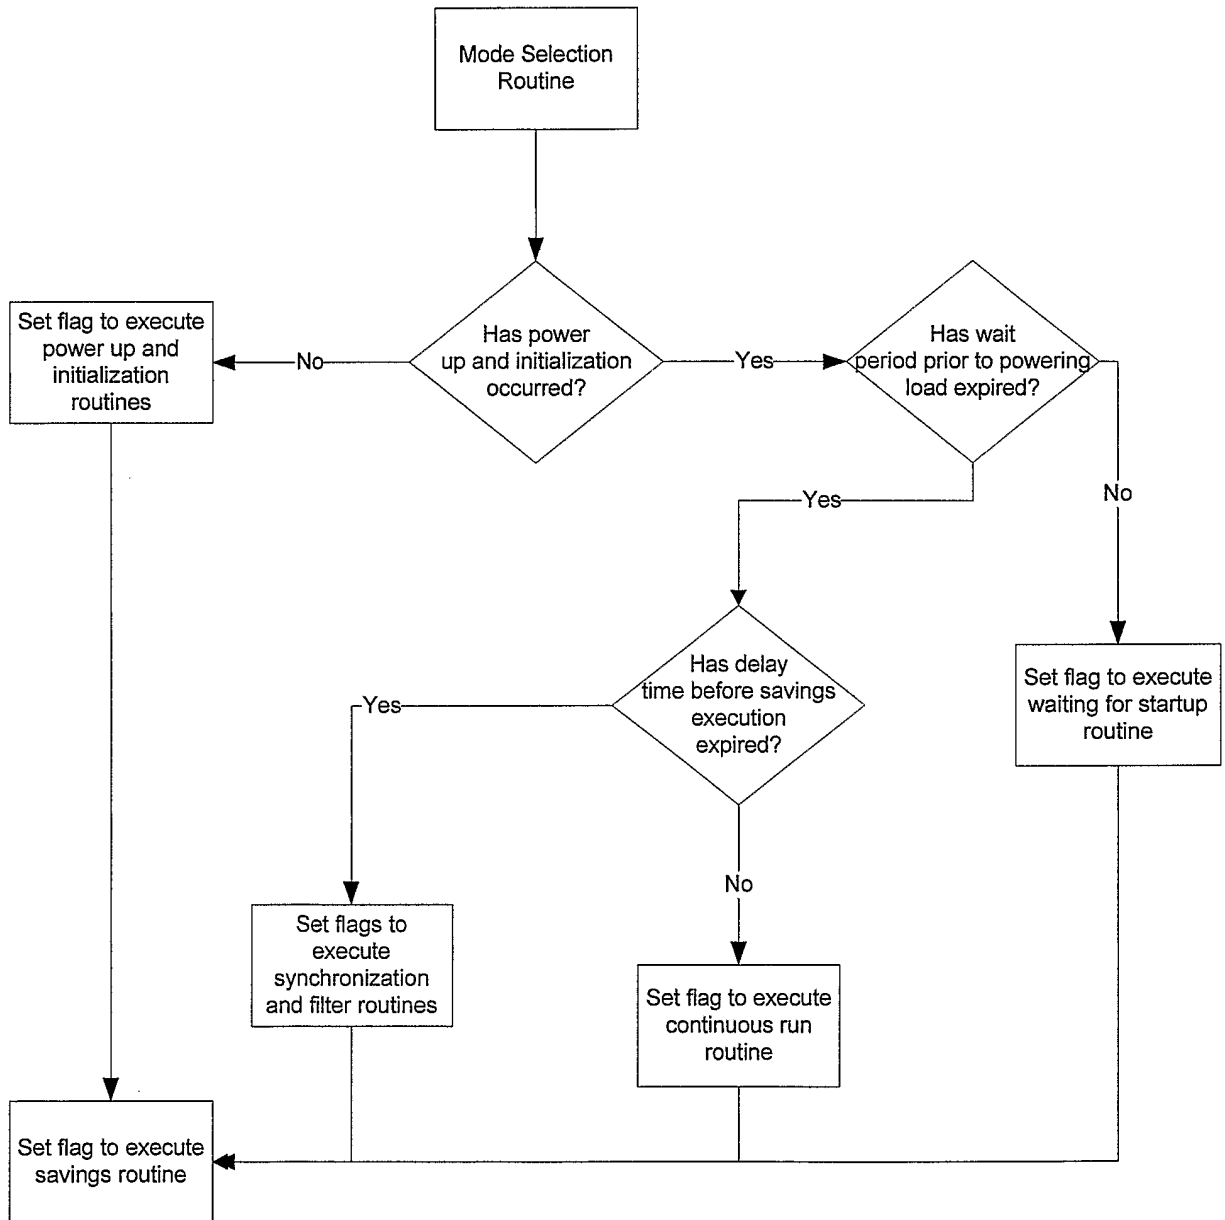 Mode Selection
Routine
Set flag to execute
power up and
initialization
routines
No
Has power
up and initialization
occurred?
Yes
Has wait
period prior to powering
load expired?
No
Yes
Has delay
time before savings
execution
expired?
Yes
Set flag to execute
waiting for startup
routine
No
Set flags to
execute
synchronization
and filter routines
Set flag to execute
continuous run
routine
Set flag to execute
savings routine